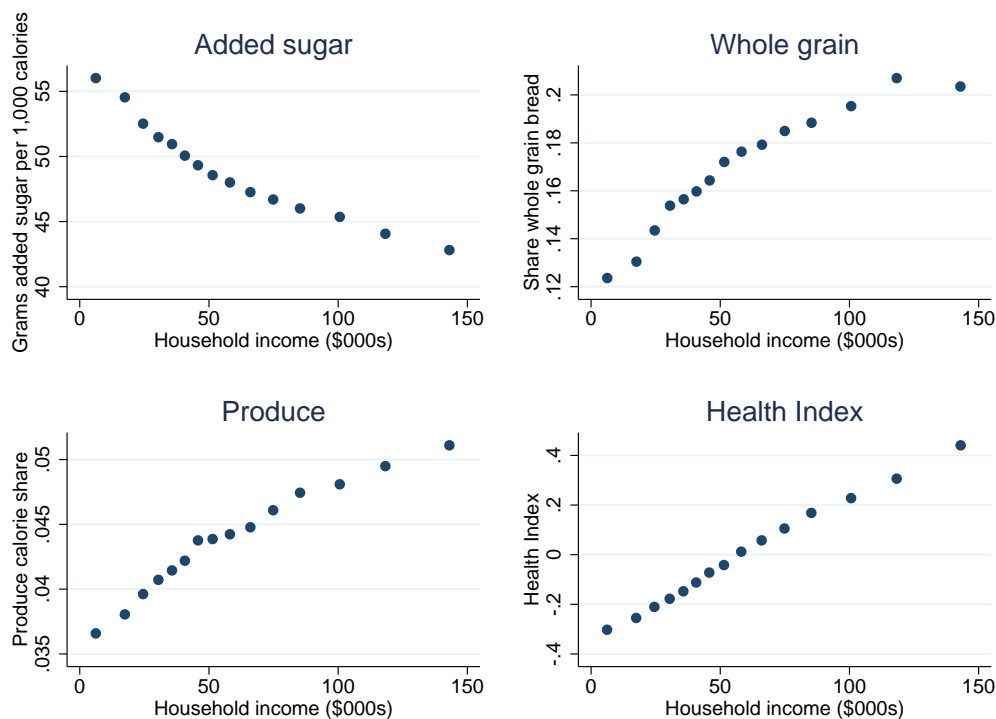 Added sugar
Grams added sugar per 1,000 calories
55
50
45
40
0 50 100 150
Household income ($000s)
Whole grain
Share whole grain bread
.2
.18
.16
.14
.12
0 50 100 150
Household income ($000s)
Produce
Produce calorie share
.05
.045
.04
.035
0 50 100 150
Household income ($000s)
Health Index
Health Index
.4
.2
0
-.2
-.4
0 50 100 150
Household income ($000s)